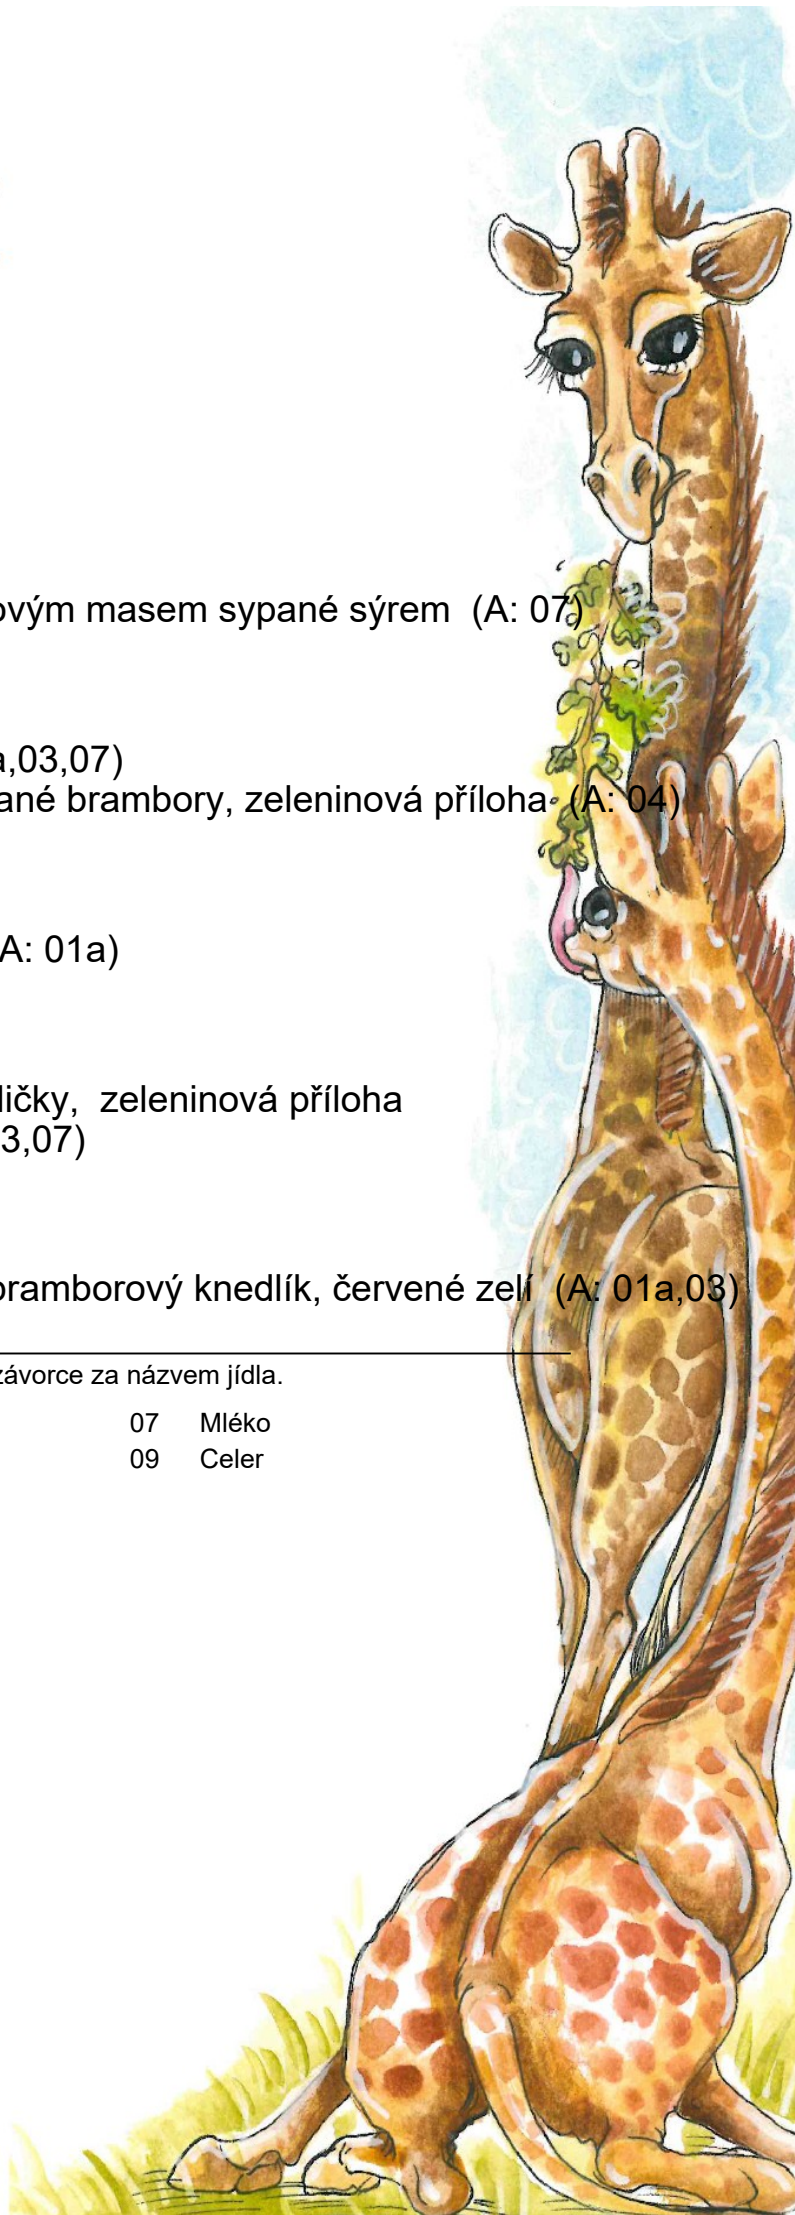 ovým masem sypané sýrem (A: 07)
a,03,07)
ané brambory, zeleninová příloha (A: 04)
A: 01a)
ličky, zeleninová příloha
3,07)
bramborový knedlík, červené zelí (A: 01a,03)
závorce za názvem jídla.
07 Mléko
09 Celer